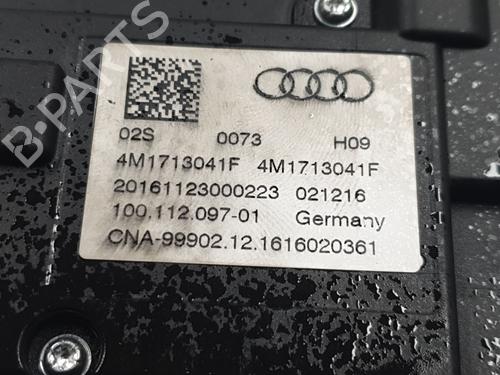 B-PARTS
02S 0073 H09
4M1713041F 4M1713041F
20161123000223 021216
100.112.097-01 Germany
CNA-99902.12.1616020361